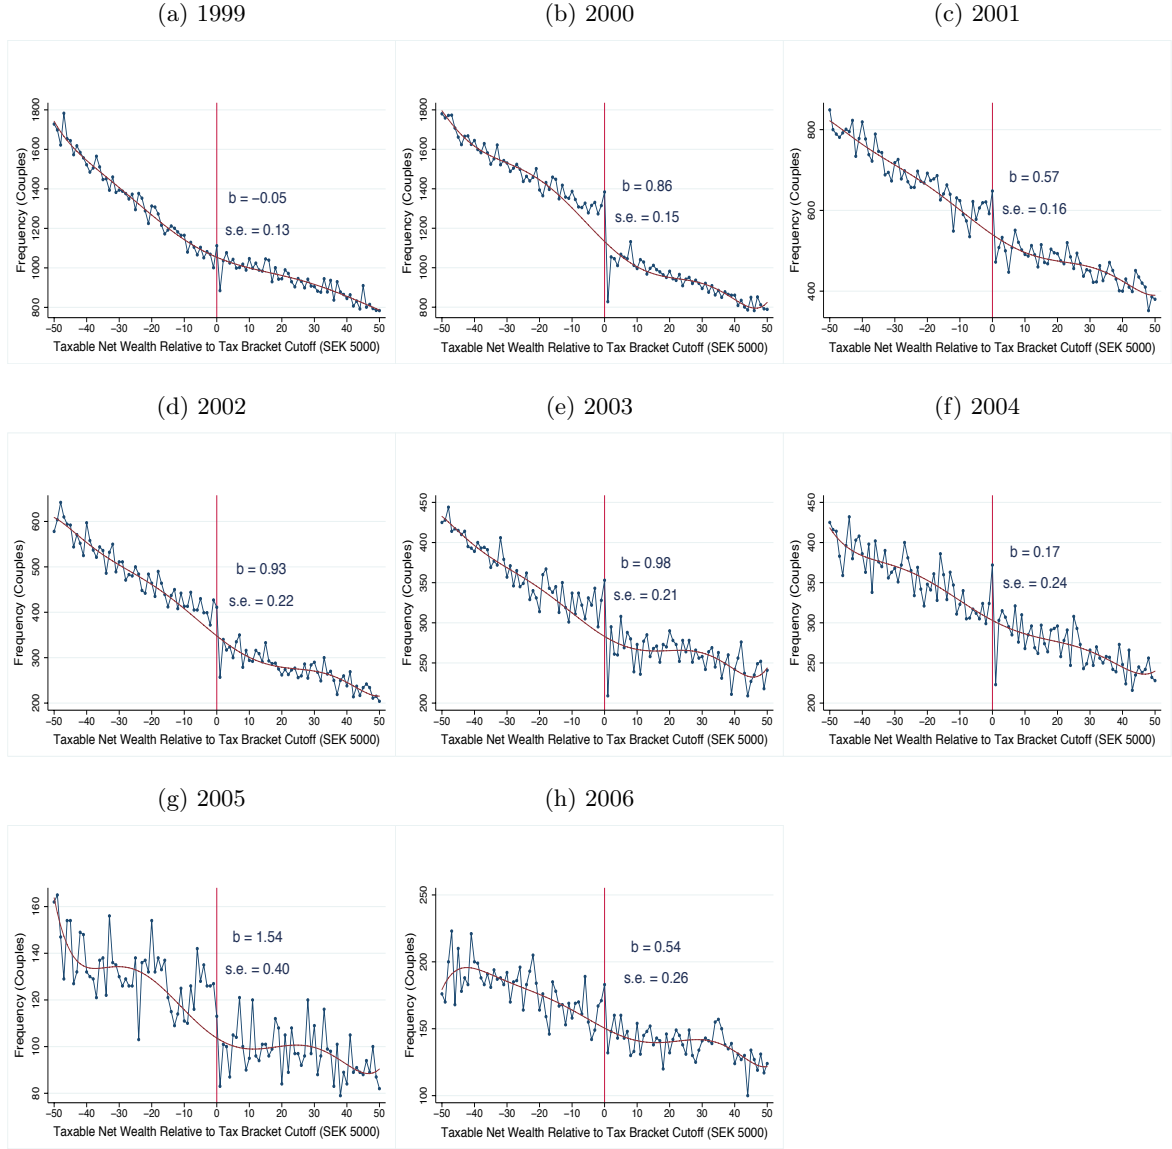 (a) 1999
Frequency (Couples)
1800
1600
1400
1200
1000
800
b = −0.05
s.e. = 0.13
−50 −40 −30 −20 −10 0 10 20 30 40 50
Taxable Net Wealth Relative to Tax Bracket Cutoff (SEK 5000)
(b) 2000
Frequency (Couples)
1800
1600
1400
1200
1000
800
b = 0.86
s.e. = 0.15
−50 −40 −30 −20 −10 0 10 20 30 40 50
Taxable Net Wealth Relative to Tax Bracket Cutoff (SEK 5000)
(c) 2001
Frequency (Couples)
800
600
400
b = 0.57
s.e. = 0.16
−50 −40 −30 −20 −10 0 10 20 30 40 50
Taxable Net Wealth Relative to Tax Bracket Cutoff (SEK 5000)
(d) 2002
Frequency (Couples)
600
500
400
300
200
b = 0.93
s.e. = 0.22
−50 −40 −30 −20 −10 0 10 20 30 40 50
Taxable Net Wealth Relative to Tax Bracket Cutoff (SEK 5000)
(e) 2003
Frequency (Couples)
450
400
350
300
250
200
b = 0.98
s.e. = 0.21
−50 −40 −30 −20 −10 0 10 20 30 40 50
Taxable Net Wealth Relative to Tax Bracket Cutoff (SEK 5000)
(f) 2004
Frequency (Couples)
450
400
350
300
250
200
b = 0.17
s.e. = 0.24
−50 −40 −30 −20 −10 0 10 20 30 40 50
Taxable Net Wealth Relative to Tax Bracket Cutoff (SEK 5000)
(g) 2005
Frequency (Couples)
160
140
120
100
80
b = 1.54
s.e. = 0.40
−50 −40 −30 −20 −10 0 10 20 30 40 50
Taxable Net Wealth Relative to Tax Bracket Cutoff (SEK 5000)
(h) 2006
Frequency (Couples)
250
200
150
100
b = 0.54
s.e. = 0.26
−50 −40 −30 −20 −10 0 10 20 30 40 50
Taxable Net Wealth Relative to Tax Bracket Cutoff (SEK 5000)